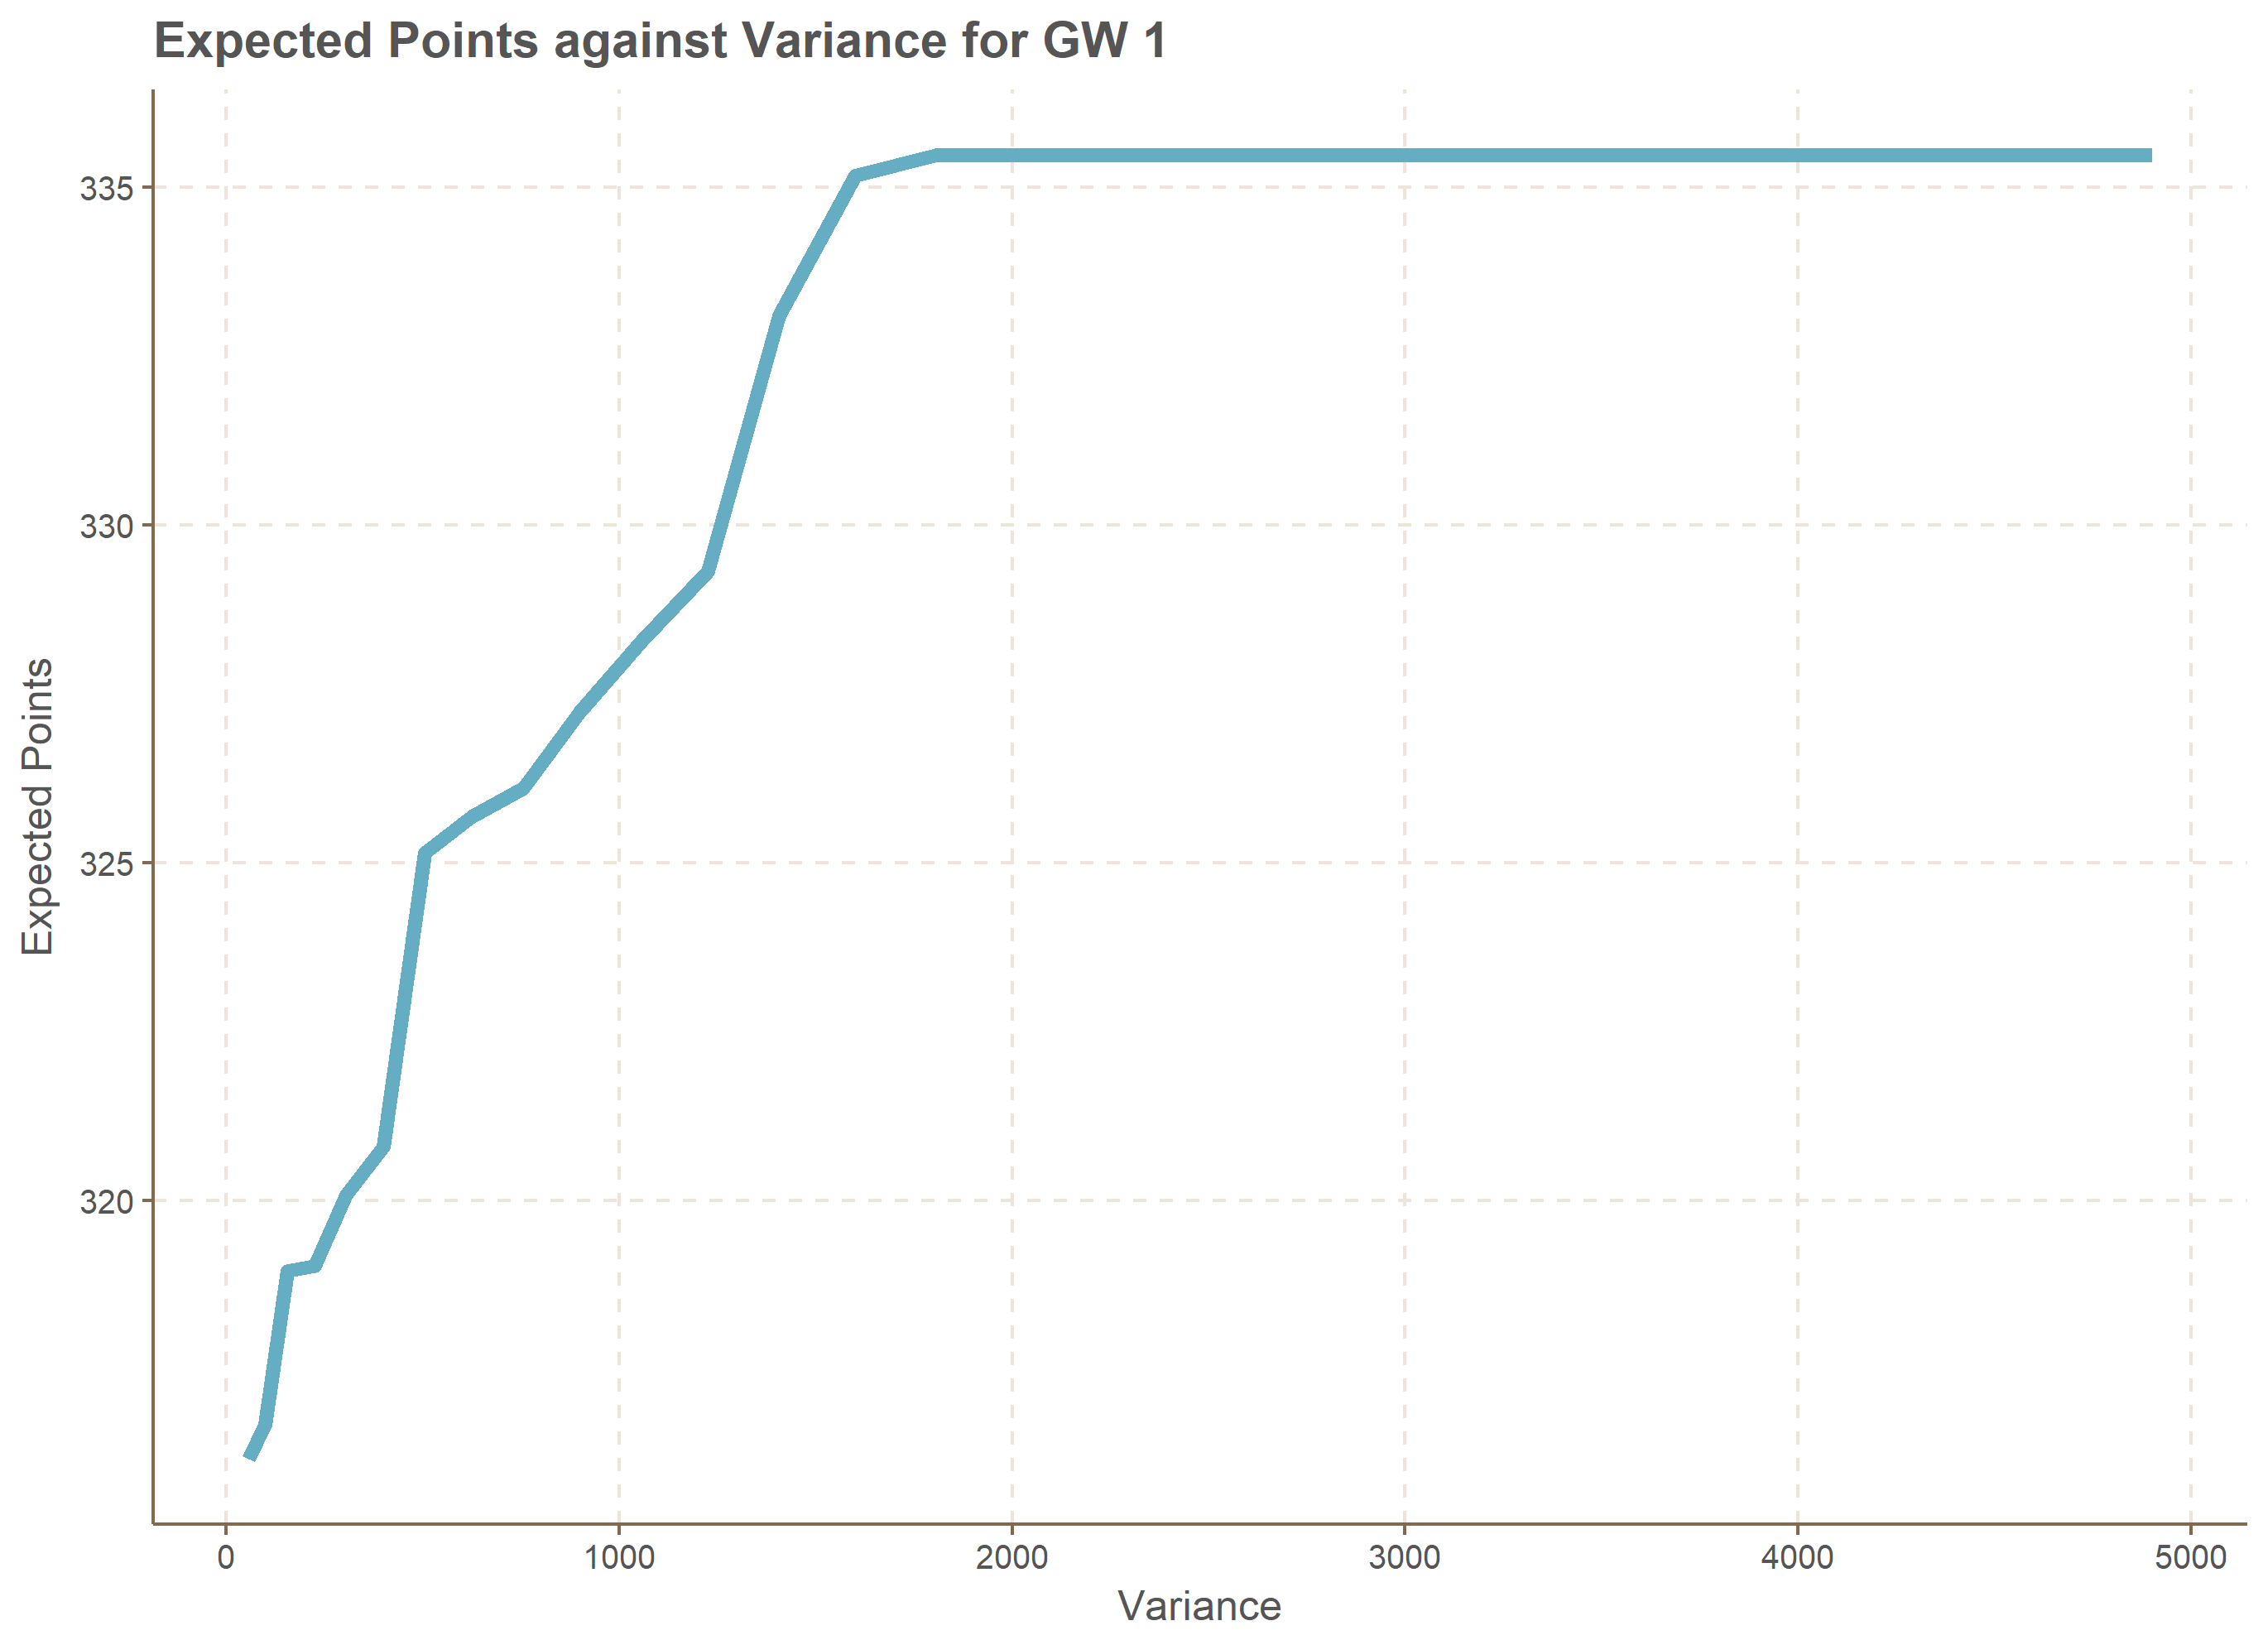 Expected Points against Variance for GW 1
Expected Points
335
330
325
320
0 1000 2000 3000 4000 5000
Variance